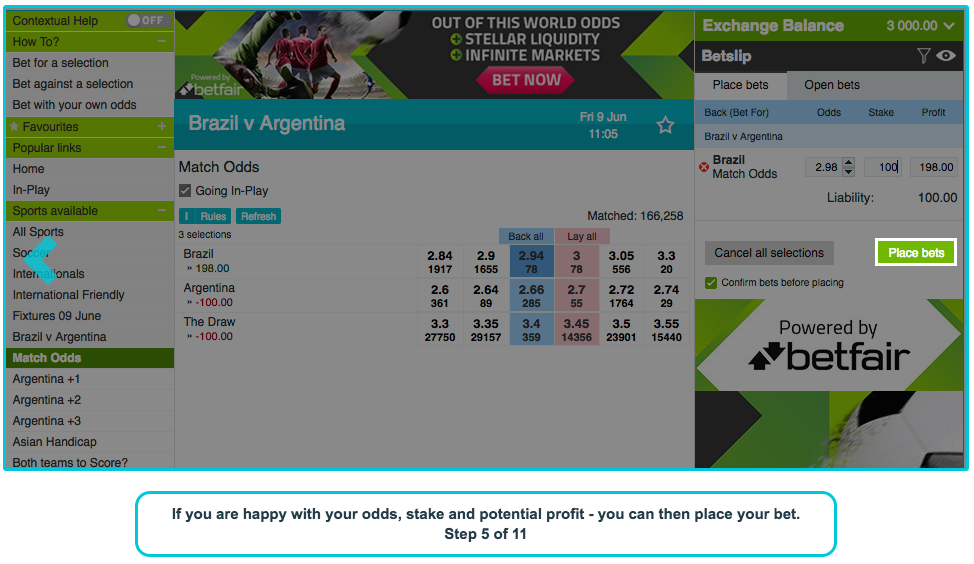 Contextual Help OFF
How To? −
Bet for a selection
Bet against a selection
Bet with your own odds
Favourites +
Popular links −
Home
In-Play
Sports available −
All Sports
Soccer
Internationals
International Friendly
Fixtures 09 June
Brazil v Argentina
Match Odds
Argentina +1
Argentina +2
Argentina +3
Asian Handicap
Both teams to Score?
OUT OF THIS WORLD ODDS
STELLAR LIQUIDITY
INFINITE MARKETS
BET NOW
Powered by
betfair
Brazil v Argentina
Fri 9 Jun
11:05
Match Odds
Going In-Play
i Rules Refresh
Matched: 166,258
3 selections
Back all Lay all
Brazil 2.84 2.9 2.94 3 3.05 3.3
» 198.00 1917 1655 78 78 556 20
Argentina 2.6 2.64 2.66 2.7 2.72 2.74
» -100.00 361 89 285 55 1764 29
The Draw 3.3 3.35 3.4 3.45 3.5 3.55
» -100.00 27750 29157 359 14356 23901 15440
Exchange Balance 3 000.00
Betslip
Place bets Open bets
Back (Bet For) Odds Stake Profit
Brazil v Argentina
Brazil
Match Odds 2.98 100 198.00
Liability: 100.00
Cancel all selections Place bets
Confirm bets before placing
Powered by
betfair
If you are happy with your odds, stake and potential profit - you can then place your bet.
Step 5 of 11